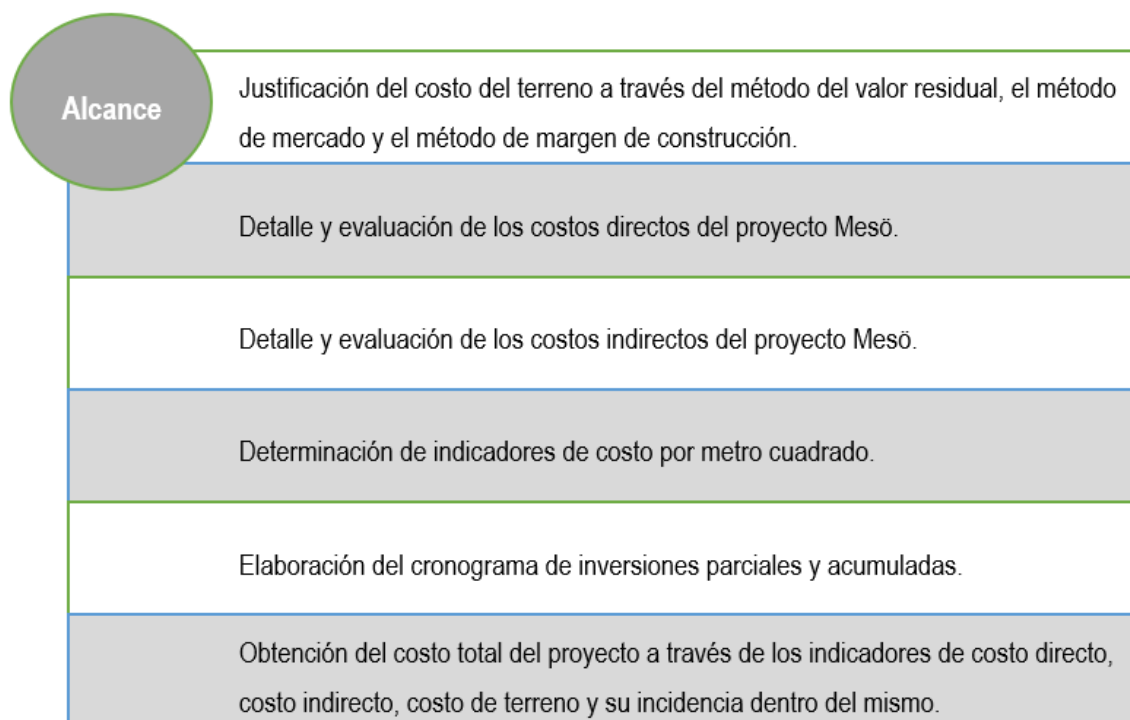 Alcance
Justificación del costo del terreno a través del método del valor residual, el método
de mercado y el método de margen de construcción.
Detalle y evaluación de los costos directos del proyecto Mesö.
Detalle y evaluación de los costos indirectos del proyecto Mesö.
Determinación de indicadores de costo por metro cuadrado.
Elaboración del cronograma de inversiones parciales y acumuladas.
Obtención del costo total del proyecto a través de los indicadores de costo directo,
costo indirecto, costo de terreno y su incidencia dentro del mismo.